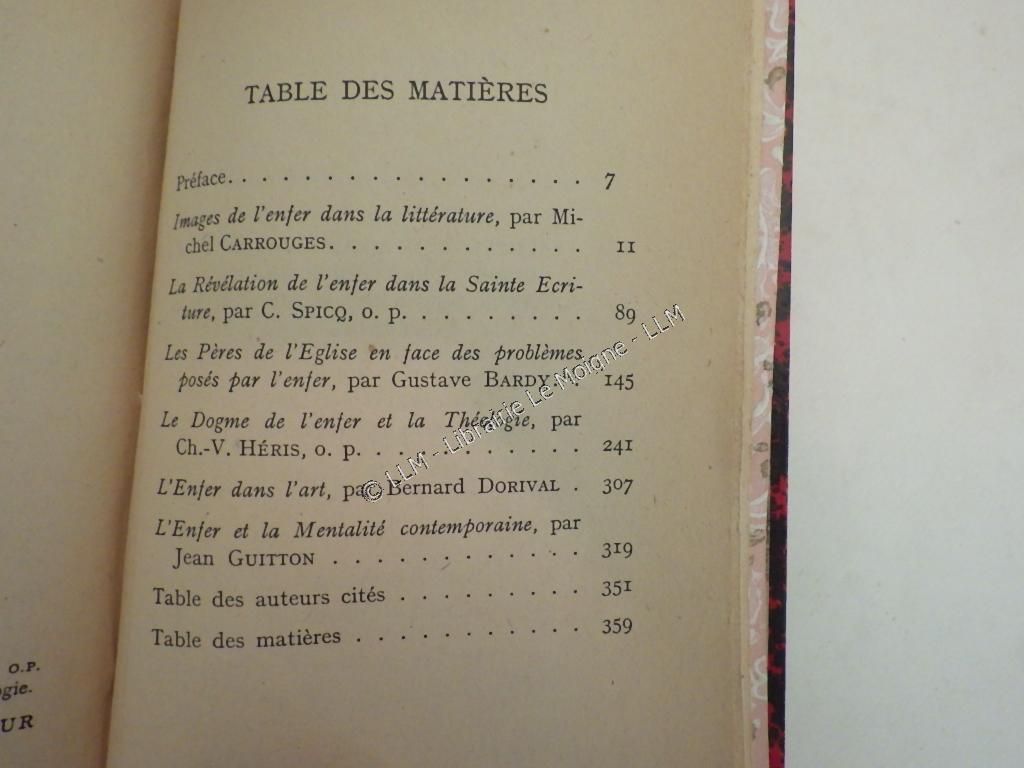 TABLE DES MATIÈRES
Préface. . . . . . . . . . . . . . . . . . 7
Images de l'enfer dans la littérature, par Mi-
chel CARROUGES. . . . . . . . . . . . 11
La Révélation de l'enfer dans la Sainte Ecri-
ture, par C. SPICQ, o. p. . . . . . . . . 89
Les Pères de l'Eglise en face des problèmes
posés par l'enfer, par Gustave BARDY . 145
Le Dogme de l'enfer et la Théologie, par
Ch.-V. HÉRIS, o. p. . . . . . . . . . . 241
L'Enfer dans l'art, par Bernard DORIVAL . 307
L'Enfer et la Mentalité contemporaine, par
Jean GUITTON . . . . . . . . . . . 319
Table des auteurs cités . . . . . . . . . 351
Table des matières . . . . . . . . . . . 359
O.P.
ogie.
UR
© LLM - Librairie Le Moigne - LLM